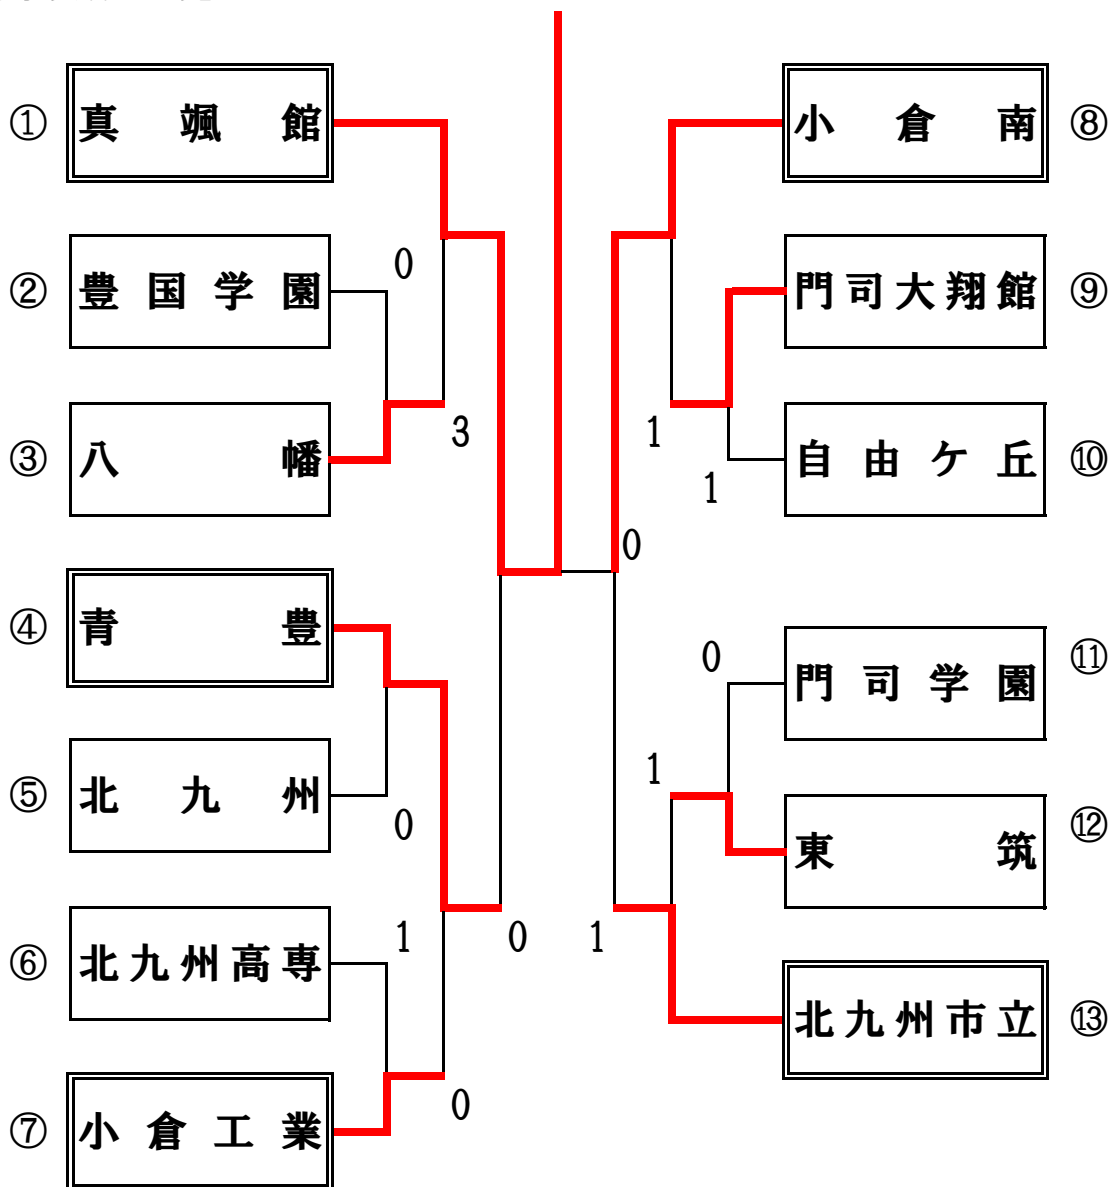 ① 真颯館
② 豊国学園
③ 八幡
④ 青豊
⑤ 北九州
⑥ 北九州高専
⑦ 小倉工業
0
3
0
1
0
0
⑧ 小倉南
⑨ 門司大翔館
⑩ 自由ケ丘
⑪ 門司学園
⑫ 東筑
⑬ 北九州市立
1
1
0
0
1
1